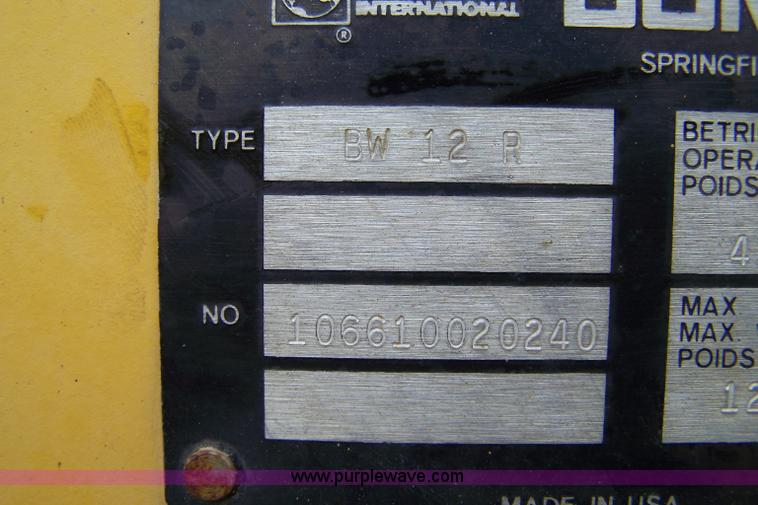 INTERNATIONAL
®
SPRINGFI
TYPE BW 12 R
BETRI
OPERA
POIDS
4
NO 106610020240
MAX
MAX.
POIDS
12
www.purplewave.com
MADE IN USA